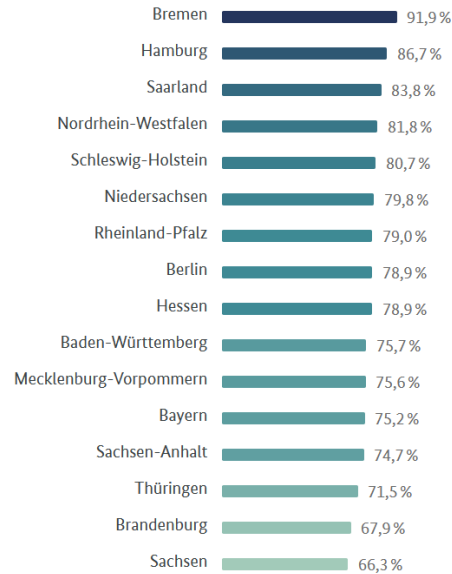 Bremen 91,9 %
Hamburg 86,7 %
Saarland 83,8 %
Nordrhein-Westfalen 81,8 %
Schleswig-Holstein 80,7 %
Niedersachsen 79,8 %
Rheinland-Pfalz 79,0 %
Berlin 78,9 %
Hessen 78,9 %
Baden-Württemberg 75,7 %
Mecklenburg-Vorpommern 75,6 %
Bayern 75,2 %
Sachsen-Anhalt 74,7 %
Thüringen 71,5 %
Brandenburg 67,9 %
Sachsen 66,3 %